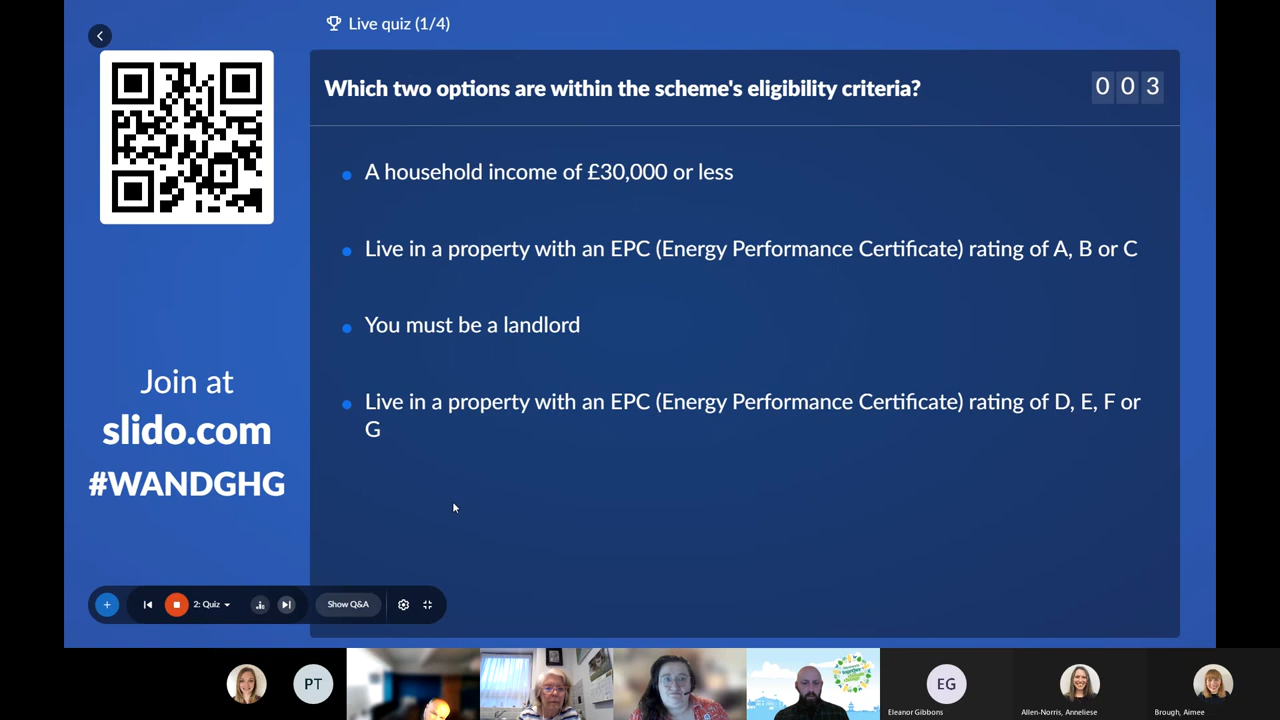 Live quiz (1/4)
Which two options are within the scheme's eligibility criteria?
003
A household income of £30,000 or less
Live in a property with an EPC (Energy Performance Certificate) rating of A, B or C
You must be a landlord
Live in a property with an EPC (Energy Performance Certificate) rating of D, E, F or
G
Join at
slido.com
#WANDGHG
2: Quiz
Show Q&A
PT
EG
Eleanor Gibbons
Allen-Norris, Anneliese
Brough, Aimee